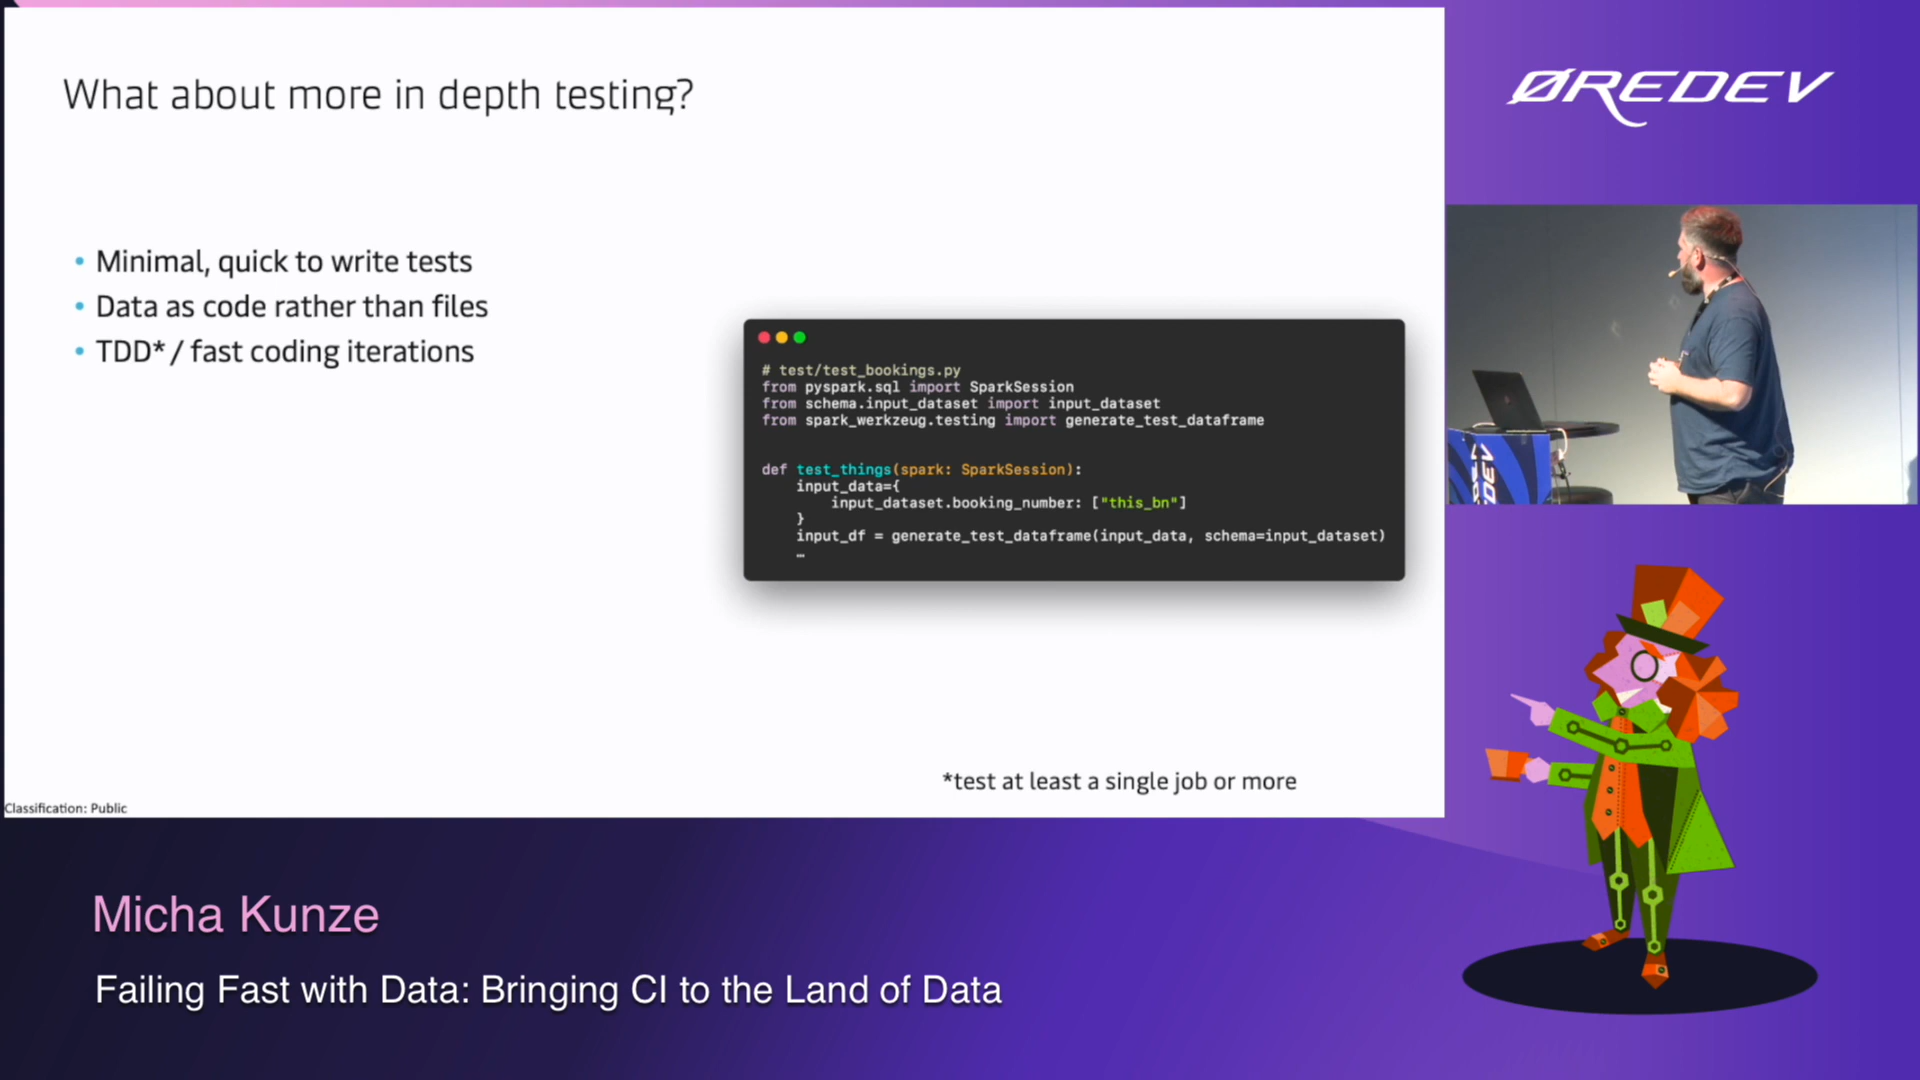 What about more in depth testing?
• Minimal, quick to write tests
• Data as code rather than files
• TDD* / fast coding iterations
# test/test_bookings.py
from pyspark.sql import SparkSession
from schema.input_dataset import input_dataset
from spark_werkzeug.testing import generate_test_dataframe
def test_things(spark: SparkSession):
input_data={
input_dataset.booking_number: ["this_bn"]
}
input_df = generate_test_dataframe(input_data, schema=input_dataset)
…
*test at least a single job or more
Classification: Public
ØREDEV
Micha Kunze
Failing Fast with Data: Bringing CI to the Land of Data